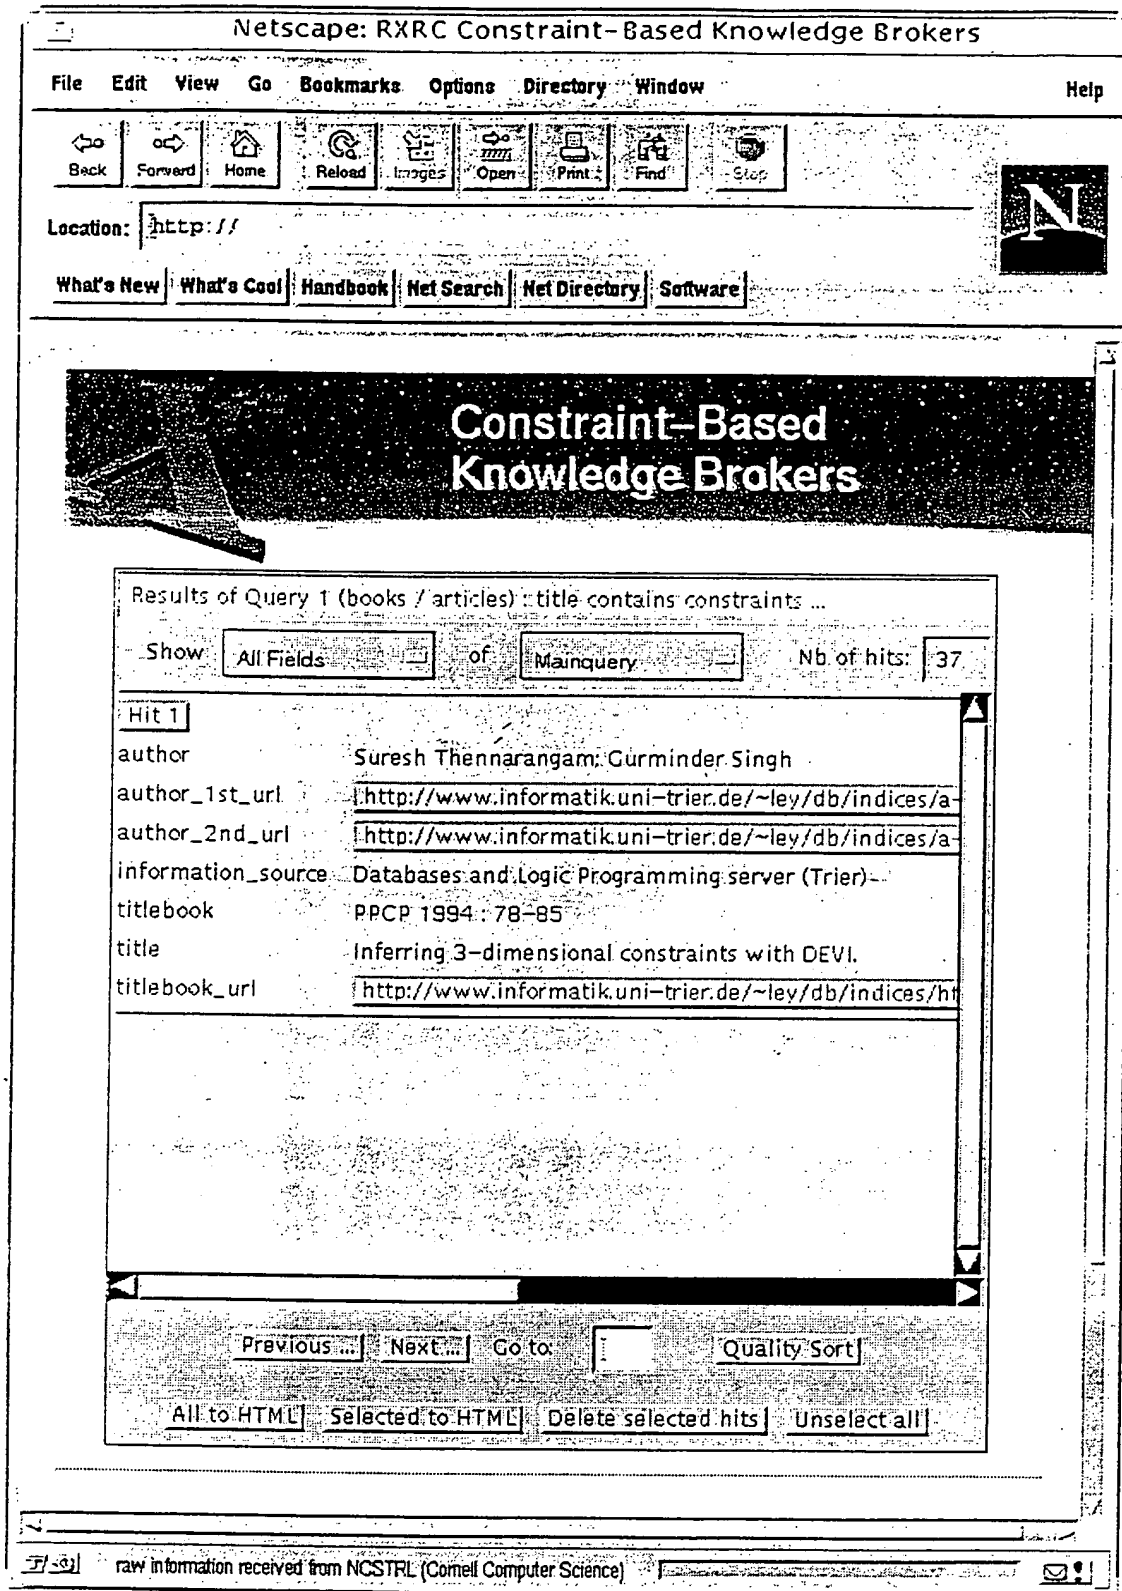 Netscape: RXRC Constraint-Based Knowledge Brokers
File Edit View Go Bookmarks Options Directory Window Help
Back Forward Home Reload Images Open Print Find Stop
N
Location: http://
What's New What's Cool Handbook Net Search Net Directory Software
Constraint-Based
Knowledge Brokers
Results of Query 1 (books / articles) : title contains constraints ...
Show All Fields of Mainquery Nb of hits: 37
Hit 1
author Suresh Thennarangam; Gurminder Singh
author_1st_url http://www.informatik.uni-trier.de/~ley/db/indices/a-
author_2nd_url http://www.informatik.uni-trier.de/~ley/db/indices/a-
information_source Databases and Logic Programming server (Trier)
titlebook PPCP 1994 : 78-85
title Inferring 3-dimensional constraints with DEVI.
titlebook_url http://www.informatik.uni-trier.de/~ley/db/indices/ht
Previous ... Next ... Go to: Quality Sort
All to HTML Selected to HTML Delete selected hits Unselect all
raw information received from NCSTRL (Cornell Computer Science)